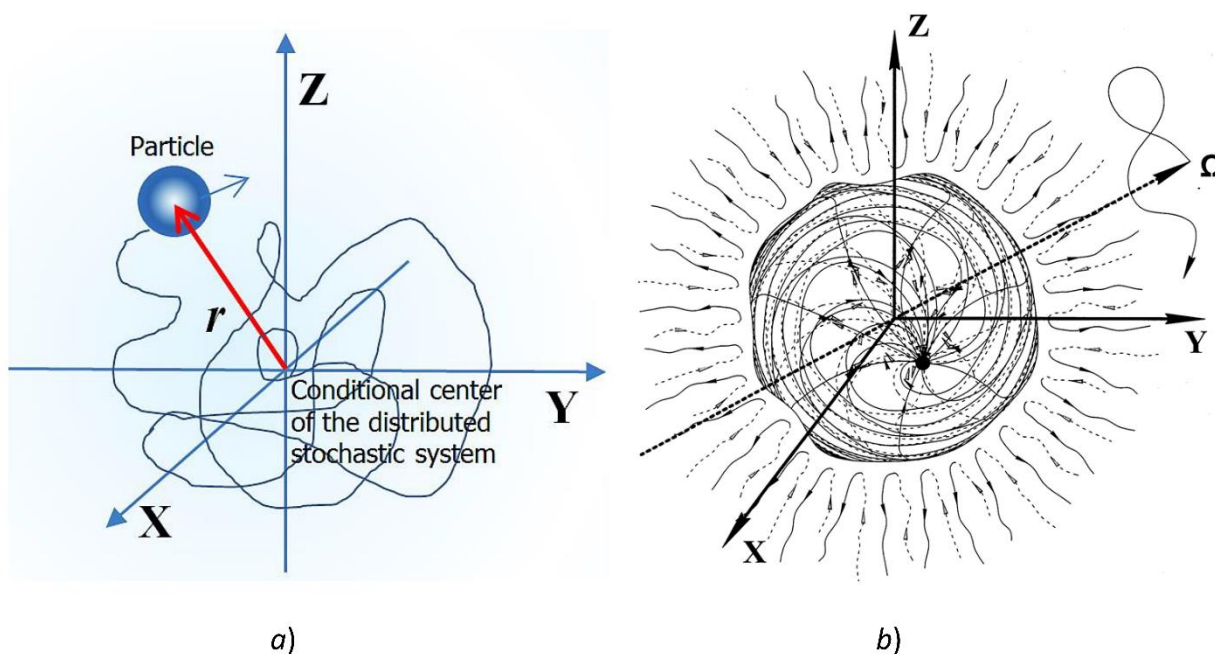 Z
Particle
r
Conditional center
of the distributed
stochastic system
Y
X
a)
Z
Ω
Y
X
b)